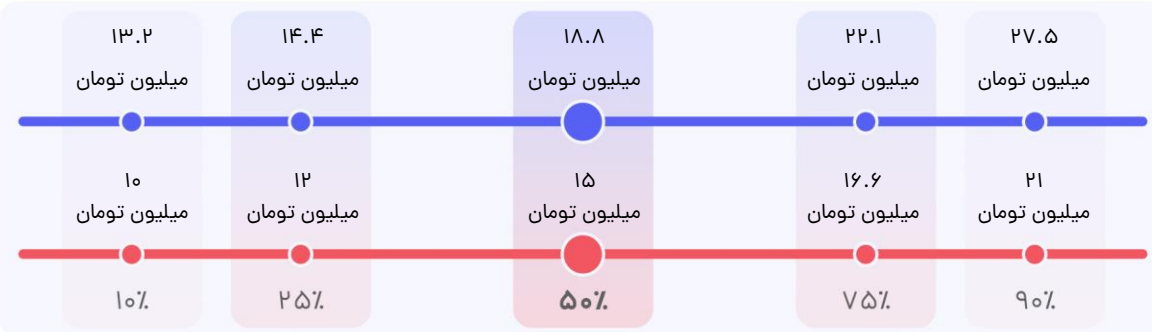 ۱۳.۲ ۱۴.۴ ۱۸.۸ ۲۲.۱ ۲۷.۵
میلیون تومان میلیون تومان میلیون تومان میلیون تومان میلیون تومان
۱۰ ۱۲ ۱۵ ۱۶.۶ ۲۱
میلیون تومان میلیون تومان میلیون تومان میلیون تومان میلیون تومان
۱۰٪ ۲۵٪ ۵۰٪ ۷۵٪ ۹۰٪